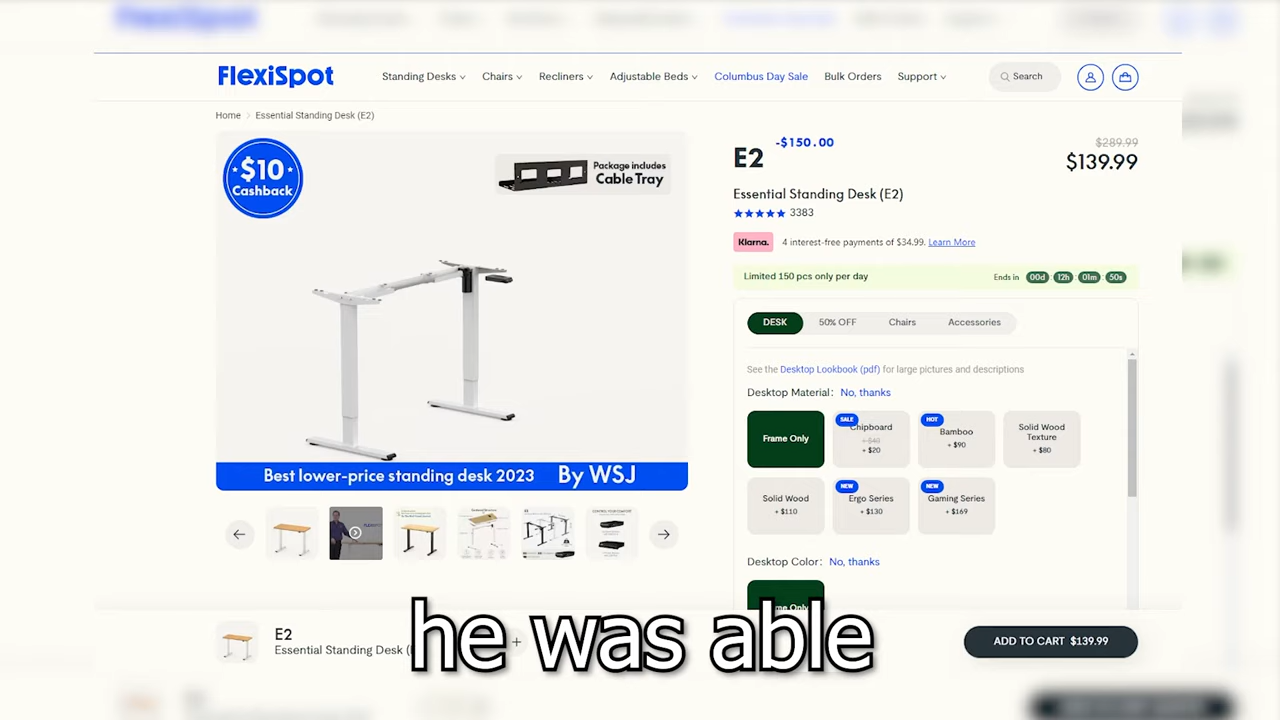 FlexiSpot
Standing Desks
Chairs
Recliners
Adjustable Beds
Columbus Day Sale
Bulk Orders
Support
Search
Home > Essential Standing Desk (E2)
$10
Cashback
Package includes
Cable Tray
Best lower-price standing desk 2023 By WSJ
E2
-$150.00
$289.99
$139.99
Essential Standing Desk (E2)
3383
Klarna. 4 interest-free payments of $34.99. Learn More
Limited 150 pcs only per day
Ends in 00d : 12h : 01m : 50s
DESK
50% OFF
Chairs
Accessories
See the Desktop Lookbook (pdf) for large pictures and descriptions
Desktop Material: No, thanks
Frame Only
SALE
Chipboard
+ $40
+ $20
HOT
Bamboo
+ $90
Solid Wood
Texture
+ $80
Solid Wood
+ $110
NEW
Ergo Series
+ $130
NEW
Gaming Series
+ $169
Desktop Color: No, thanks
Frame Only
E2
Essential Standing Desk (
+
ADD TO CART $139.99
he was able